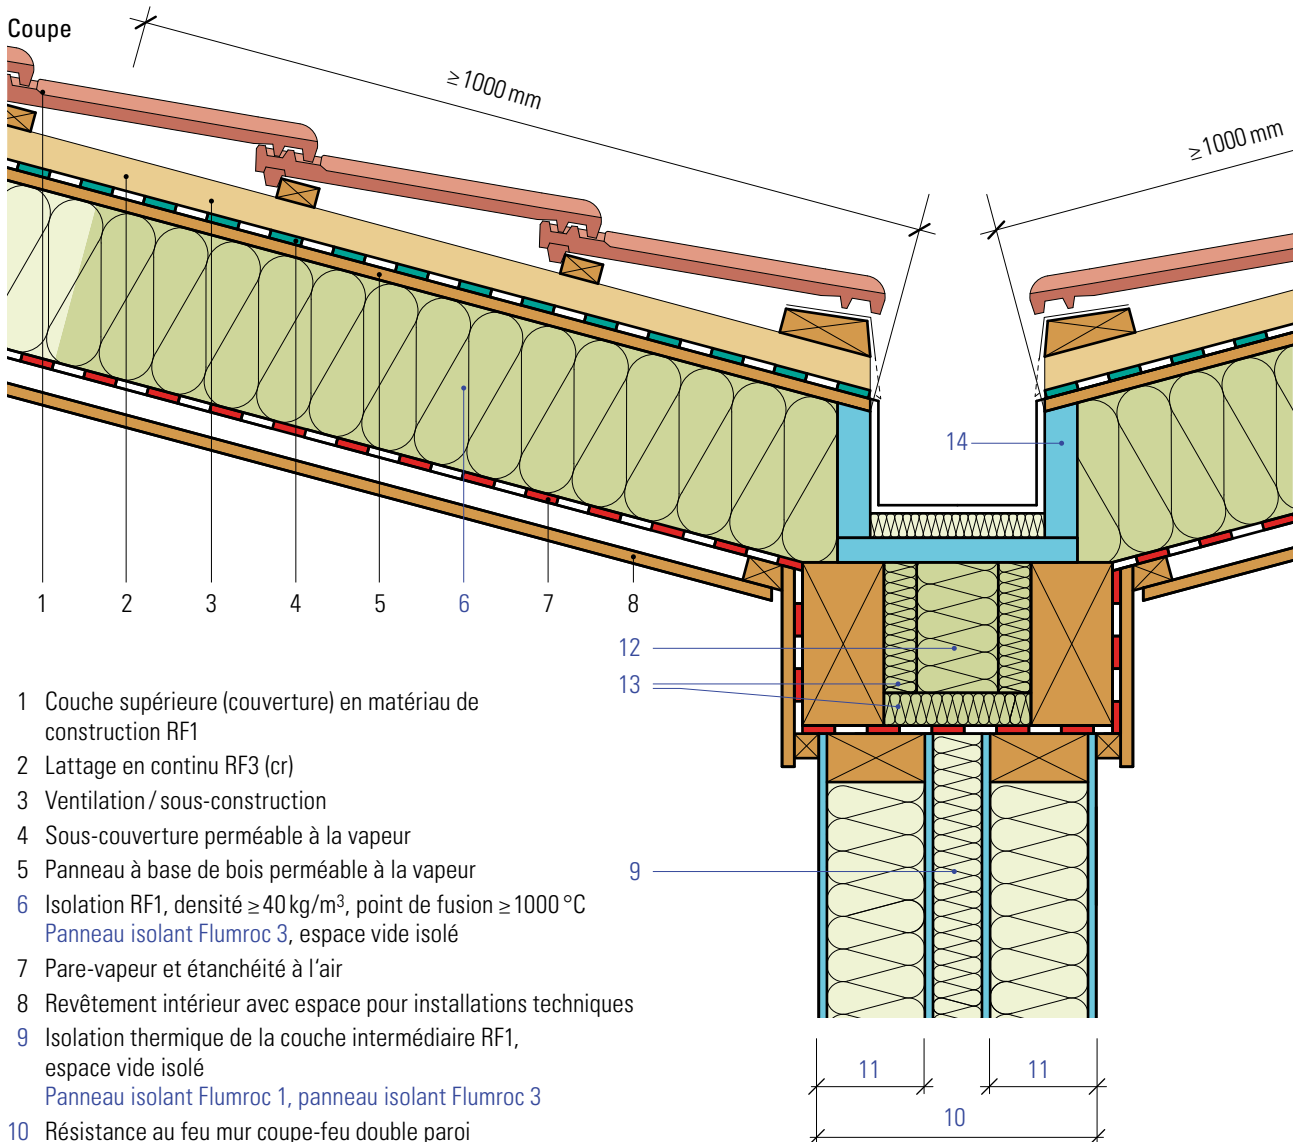 Coupe
≥ 1000 mm
≥ 1000 mm
14
1 2 3 4 5 6 7 8
12
13
9
11 11
10
1 Couche supérieure (couverture) en matériau de
construction RF1
2 Lattage en continu RF3 (cr)
3 Ventilation / sous-construction
4 Sous-couverture perméable à la vapeur
5 Panneau à base de bois perméable à la vapeur
6 Isolation RF1, densité ≥ 40 kg/m³, point de fusion ≥ 1000 °C
Panneau isolant Flumroc 3, espace vide isolé
7 Pare-vapeur et étanchéité à l'air
8 Revêtement intérieur avec espace pour installations techniques
9 Isolation thermique de la couche intermédiaire RF1,
espace vide isolé
Panneau isolant Flumroc 1, panneau isolant Flumroc 3
10 Résistance au feu mur coupe-feu double paroi